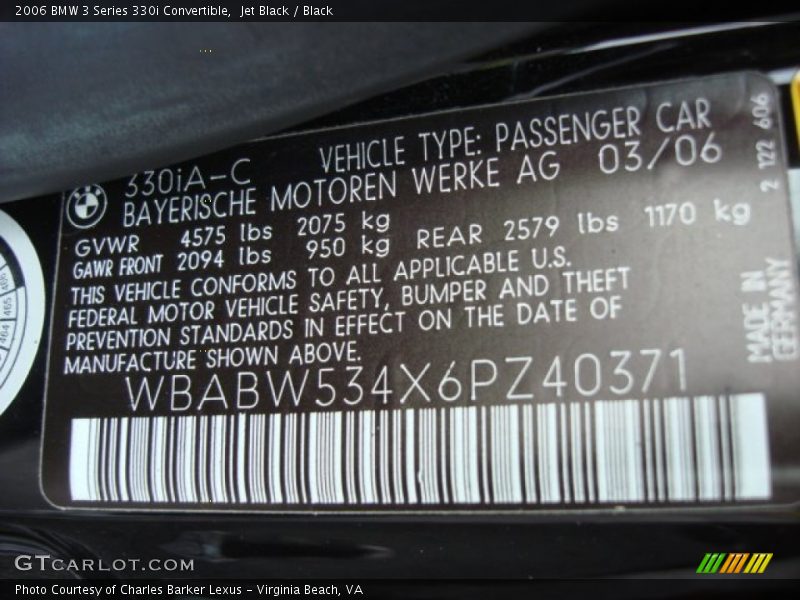 2006 BMW 3 Series 330i Convertible, Jet Black / Black
330iA-C VEHICLE TYPE: PASSENGER CAR
BAYERISCHE MOTOREN WERKE AG 03/06
GVWR 4575 lbs 2075 kg
GAWR FRONT 2094 lbs 950 kg REAR 2579 lbs 1170 kg
THIS VEHICLE CONFORMS TO ALL APPLICABLE U.S.
FEDERAL MOTOR VEHICLE SAFETY, BUMPER AND THEFT
PREVENTION STANDARDS IN EFFECT ON THE DATE OF
MANUFACTURE SHOWN ABOVE.
WBABW534X6PZ40371
2 122 606
MADE IN
GERMANY
464 465
GTCARLOT.COM
Photo Courtesy of Charles Barker Lexus - Virginia Beach, VA